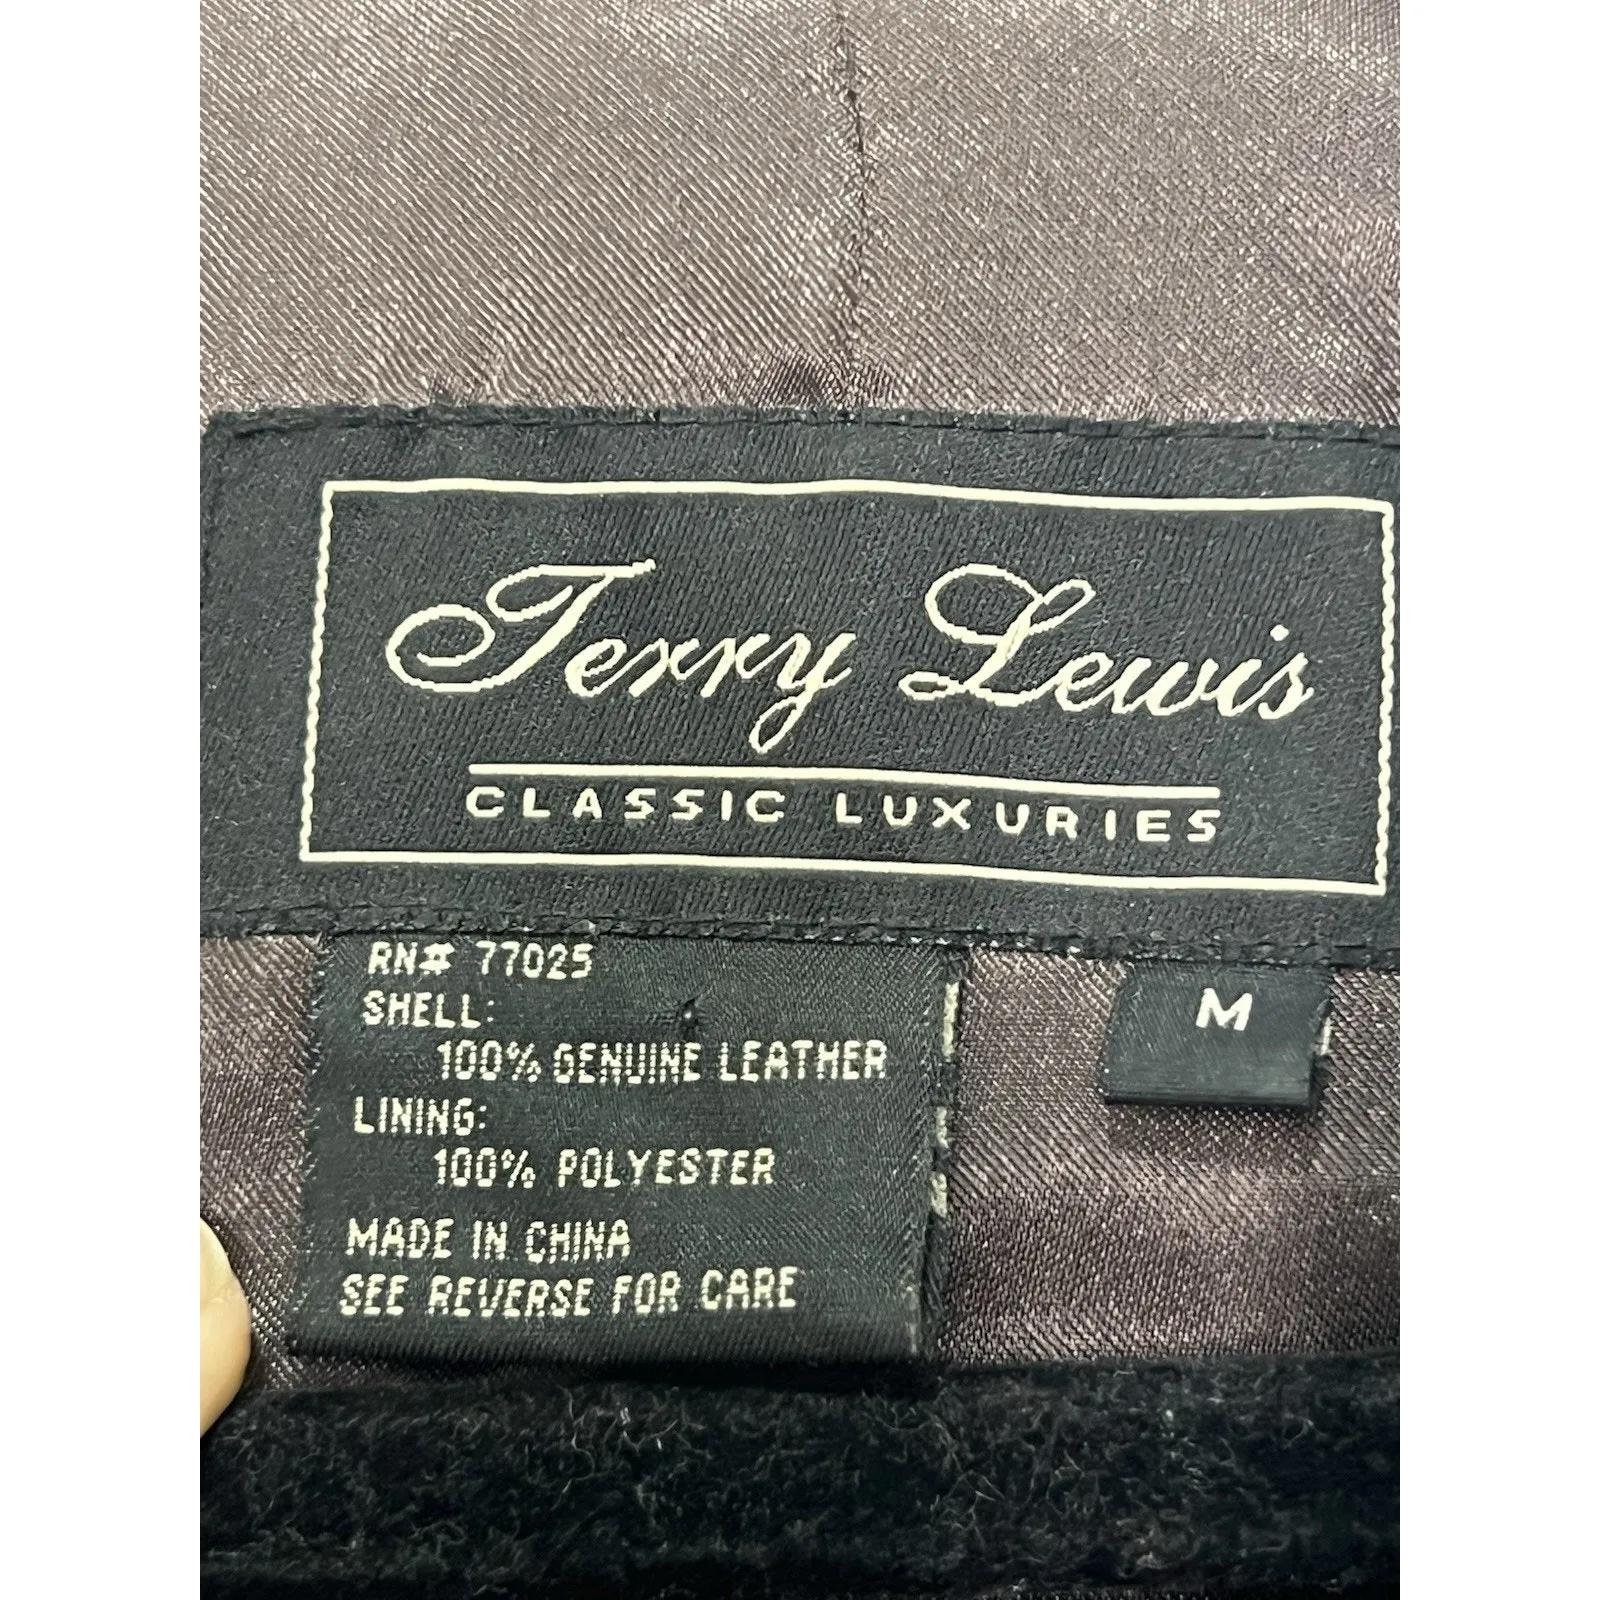 Terry Lewis
CLASSIC LUXURIES
RN# 77025
M
SHELL:
100% GENUINE LEATHER
LINING:
100% POLYESTER
MADE IN CHINA
SEE REVERSE FOR CARE